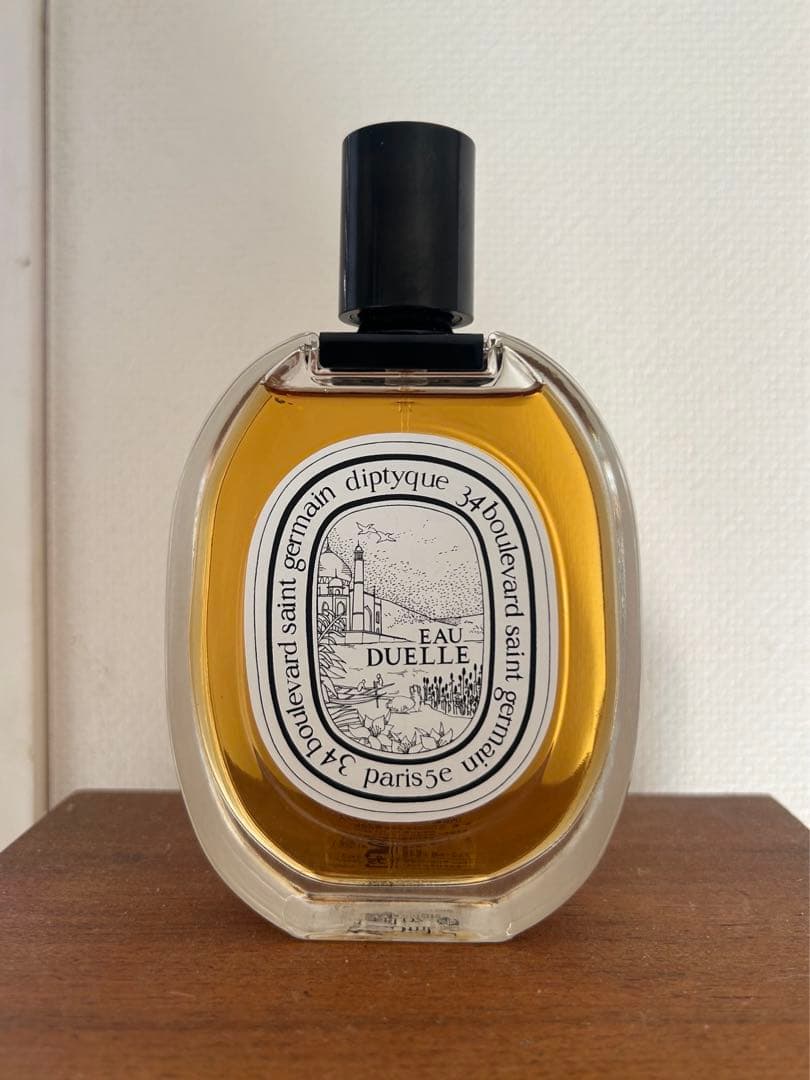 34 boulevard saint germain diptyque 34 boulevard saint germain paris 5e
EAU
DUELLE